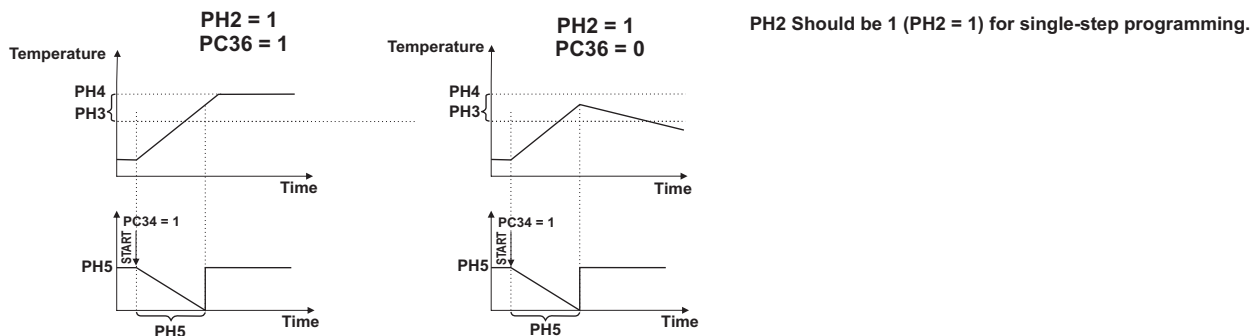 PH2 = 1
PC36 = 1
Temperature
PH4
PH3
Time
PC34 = 1
START
PH5
Time
PH5
PH2 = 1
PC36 = 0
Temperature
PH4
PH3
Time
PC34 = 1
START
PH5
Time
PH5
PH2 Should be 1 (PH2 = 1) for single-step programming.